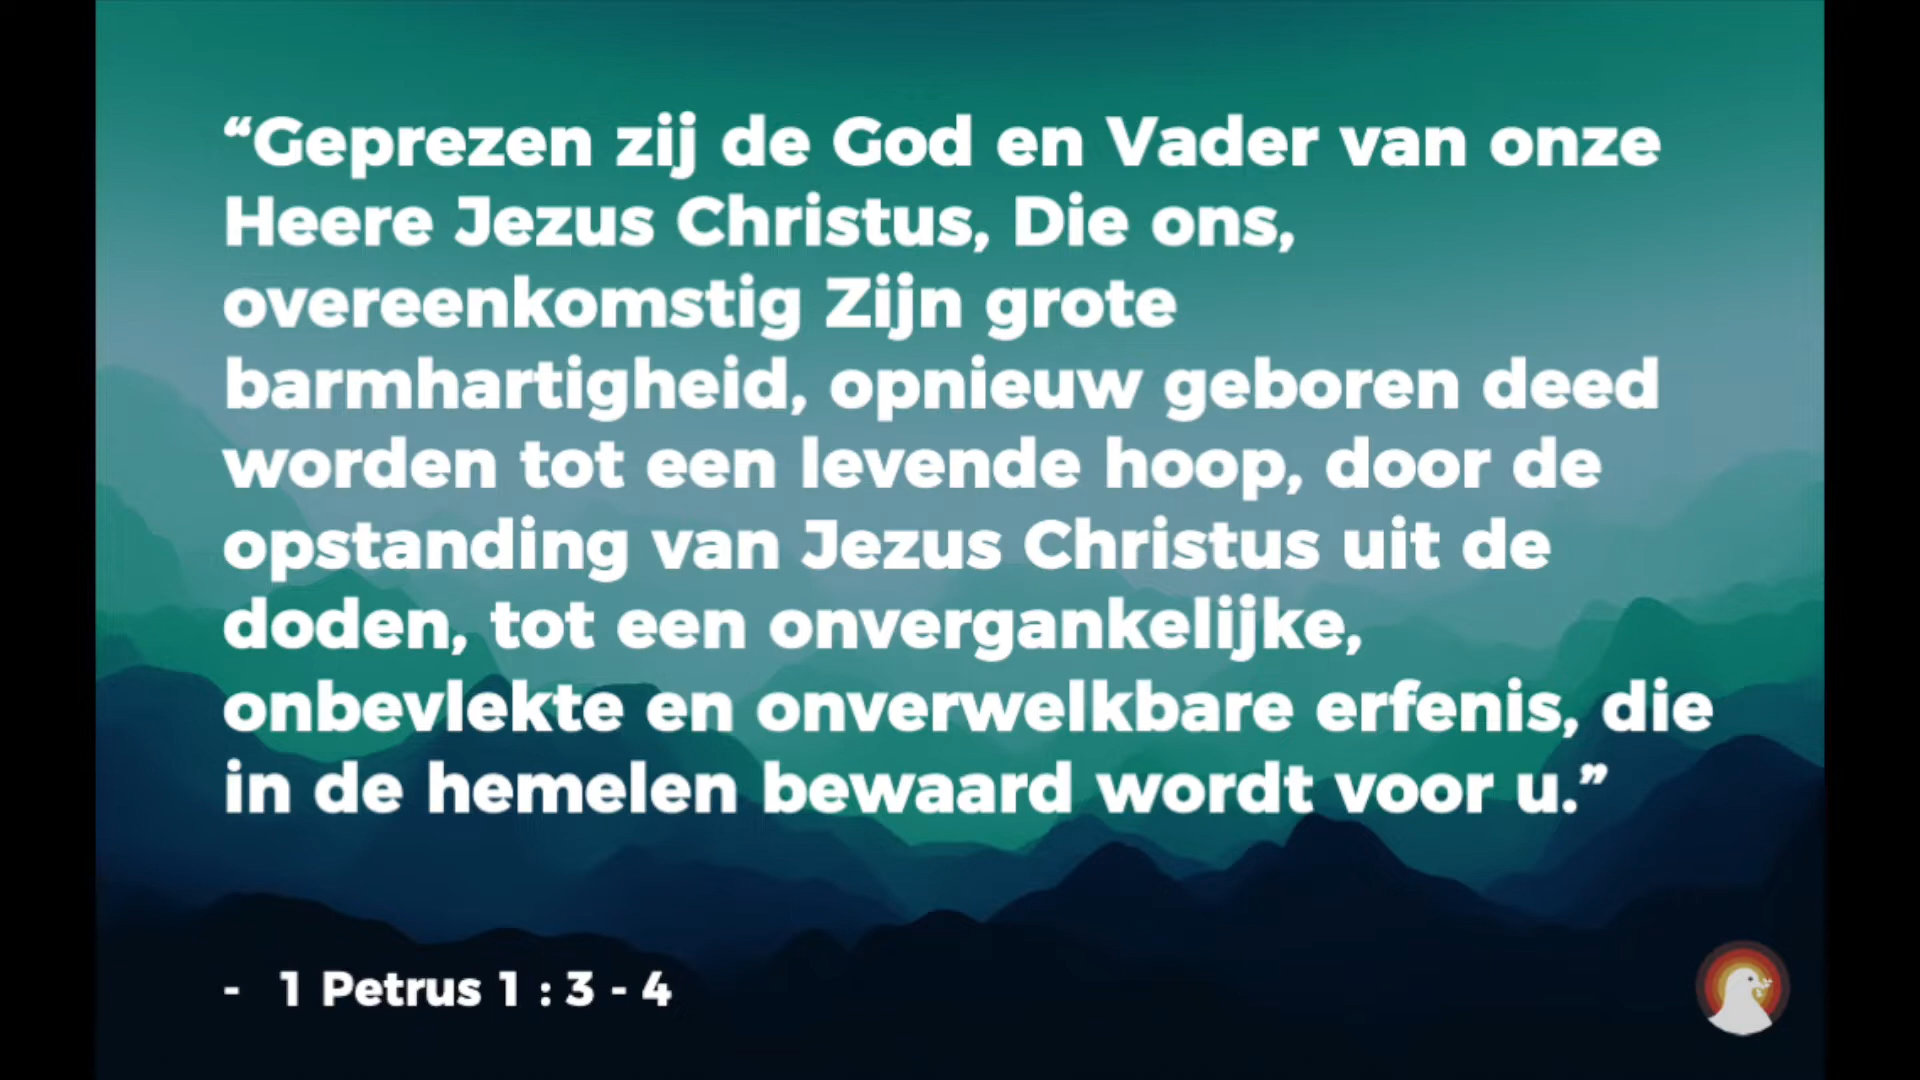 “Geprezen zij de God en Vader van onze
Heere Jezus Christus, Die ons,
overeenkomstig Zijn grote
barmhartigheid, opnieuw geboren deed
worden tot een levende hoop, door de
opstanding van Jezus Christus uit de
doden, tot een onvergankelijke,
onbevlekte en onverwelkbare erfenis, die
in de hemelen bewaard wordt voor u.”
- 1 Petrus 1 : 3 - 4